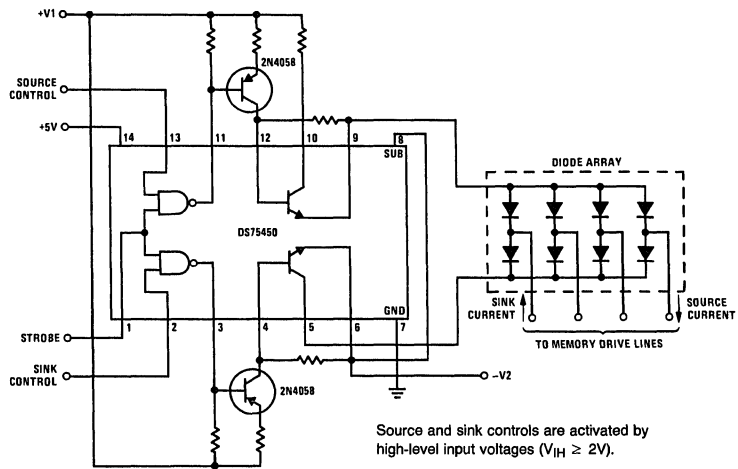 +V1
2N4058
SOURCE
CONTROL
+5V
14 13 11 12 10 9 8
SUB
DIODE ARRAY
DS75450
GND
1 2 3 4 5 6 7
SINK
CURRENT
SOURCE
CURRENT
STROBE
TO MEMORY DRIVE LINES
SINK
CONTROL
2N4058
-V2
Source and sink controls are activated by
high-level input voltages (VIH ≥ 2V).